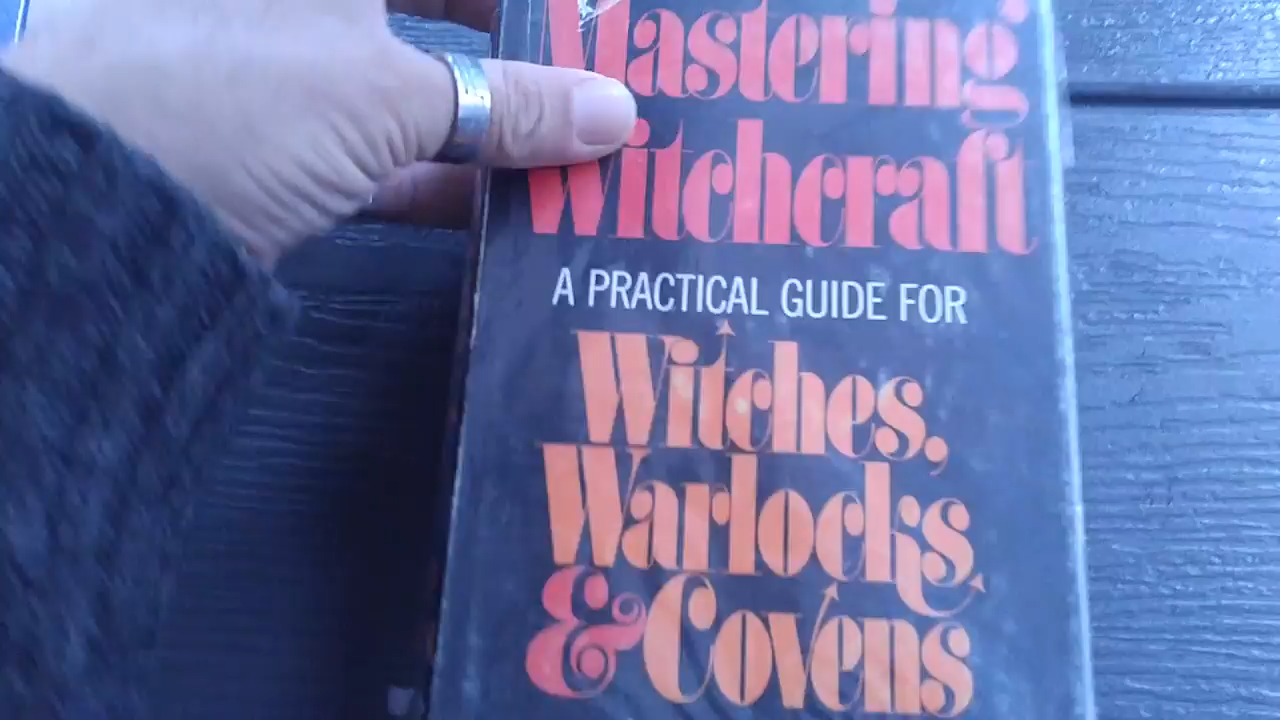 Mastering
Witchcraft
A PRACTICAL GUIDE FOR
Witches,
Warlocks
& Covens